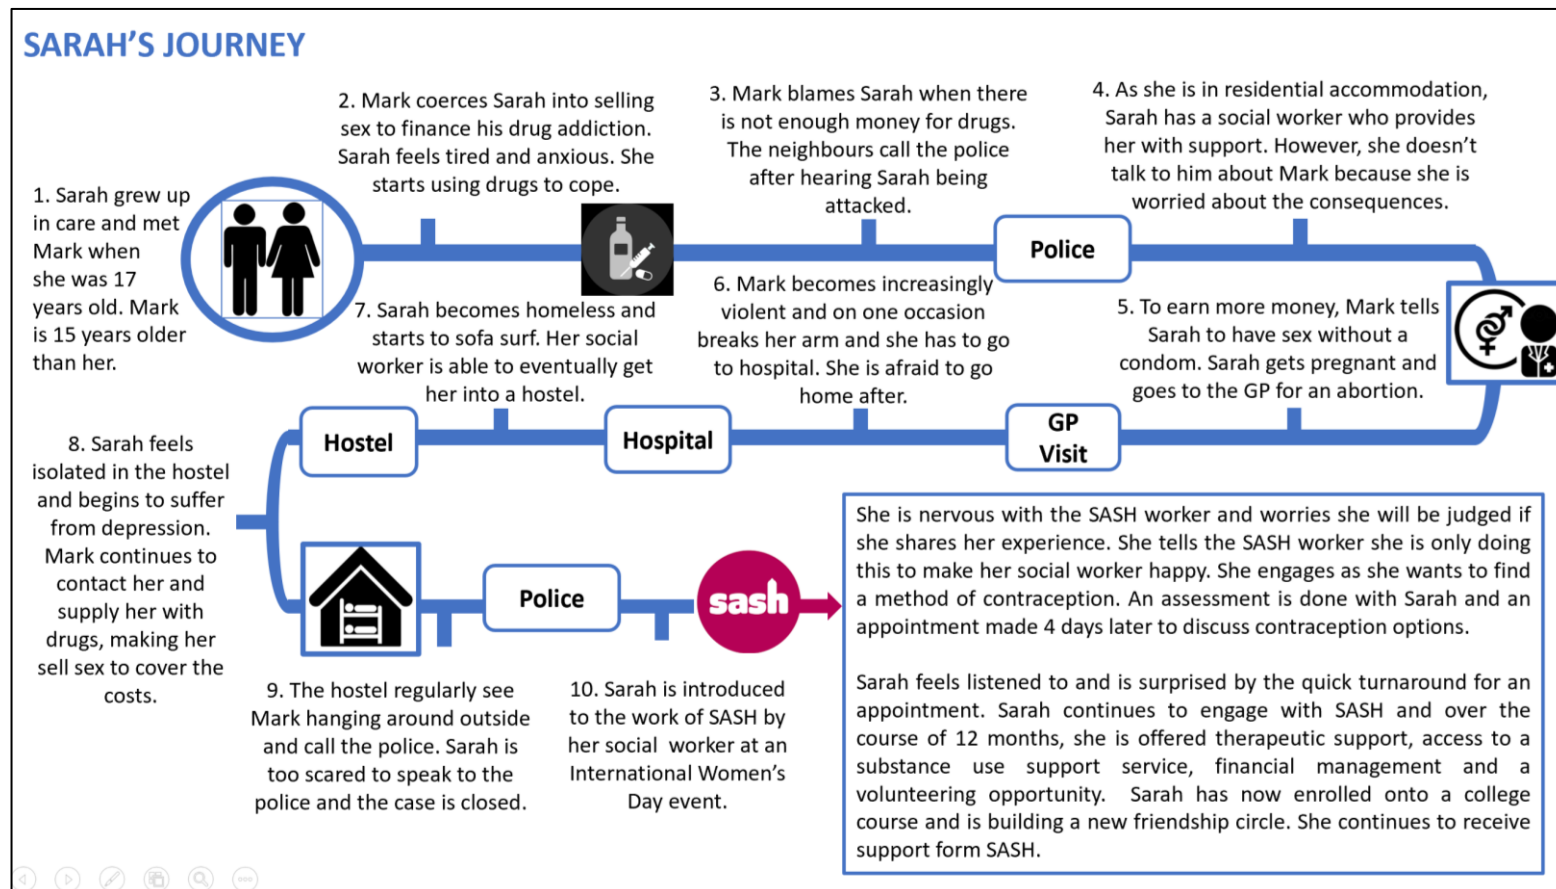 SARAH'S JOURNEY
1. Sarah grew up
in care and met
Mark when
she was 17
years old. Mark
is 15 years older
than her.
2. Mark coerces Sarah into selling
sex to finance his drug addiction.
Sarah feels tired and anxious. She
starts using drugs to cope.
3. Mark blames Sarah when there
is not enough money for drugs.
The neighbours call the police
after hearing Sarah being
attacked.
Police
4. As she is in residential accommodation,
Sarah has a social worker who provides
her with support. However, she doesn't
talk to him about Mark because she is
worried about the consequences.
5. To earn more money, Mark tells
Sarah to have sex without a
condom. Sarah gets pregnant and
goes to the GP for an abortion.
GP
Visit
6. Mark becomes increasingly
violent and on one occasion
breaks her arm and she has to go
to hospital. She is afraid to go
home after.
Hospital
7. Sarah becomes homeless and
starts to sofa surf. Her social
worker is able to eventually get
her into a hostel.
Hostel
8. Sarah feels
isolated in the hostel
and begins to suffer
from depression.
Mark continues to
contact her and
supply her with
drugs, making her
sell sex to cover the
costs.
9. The hostel regularly see
Mark hanging around outside
and call the police. Sarah is
too scared to speak to the
police and the case is closed.
Police
10. Sarah is introduced
to the work of SASH by
her social worker at an
International Women's
Day event.
sash
She is nervous with the SASH worker and worries she will be judged if
she shares her experience. She tells the SASH worker she is only doing
this to make her social worker happy. She engages as she wants to find
a method of contraception. An assessment is done with Sarah and an
appointment made 4 days later to discuss contraception options.
Sarah feels listened to and is surprised by the quick turnaround for an
appointment. Sarah continues to engage with SASH and over the
course of 12 months, she is offered therapeutic support, access to a
substance use support service, financial management and a
volunteering opportunity. Sarah has now enrolled onto a college
course and is building a new friendship circle. She continues to receive
support form SASH.